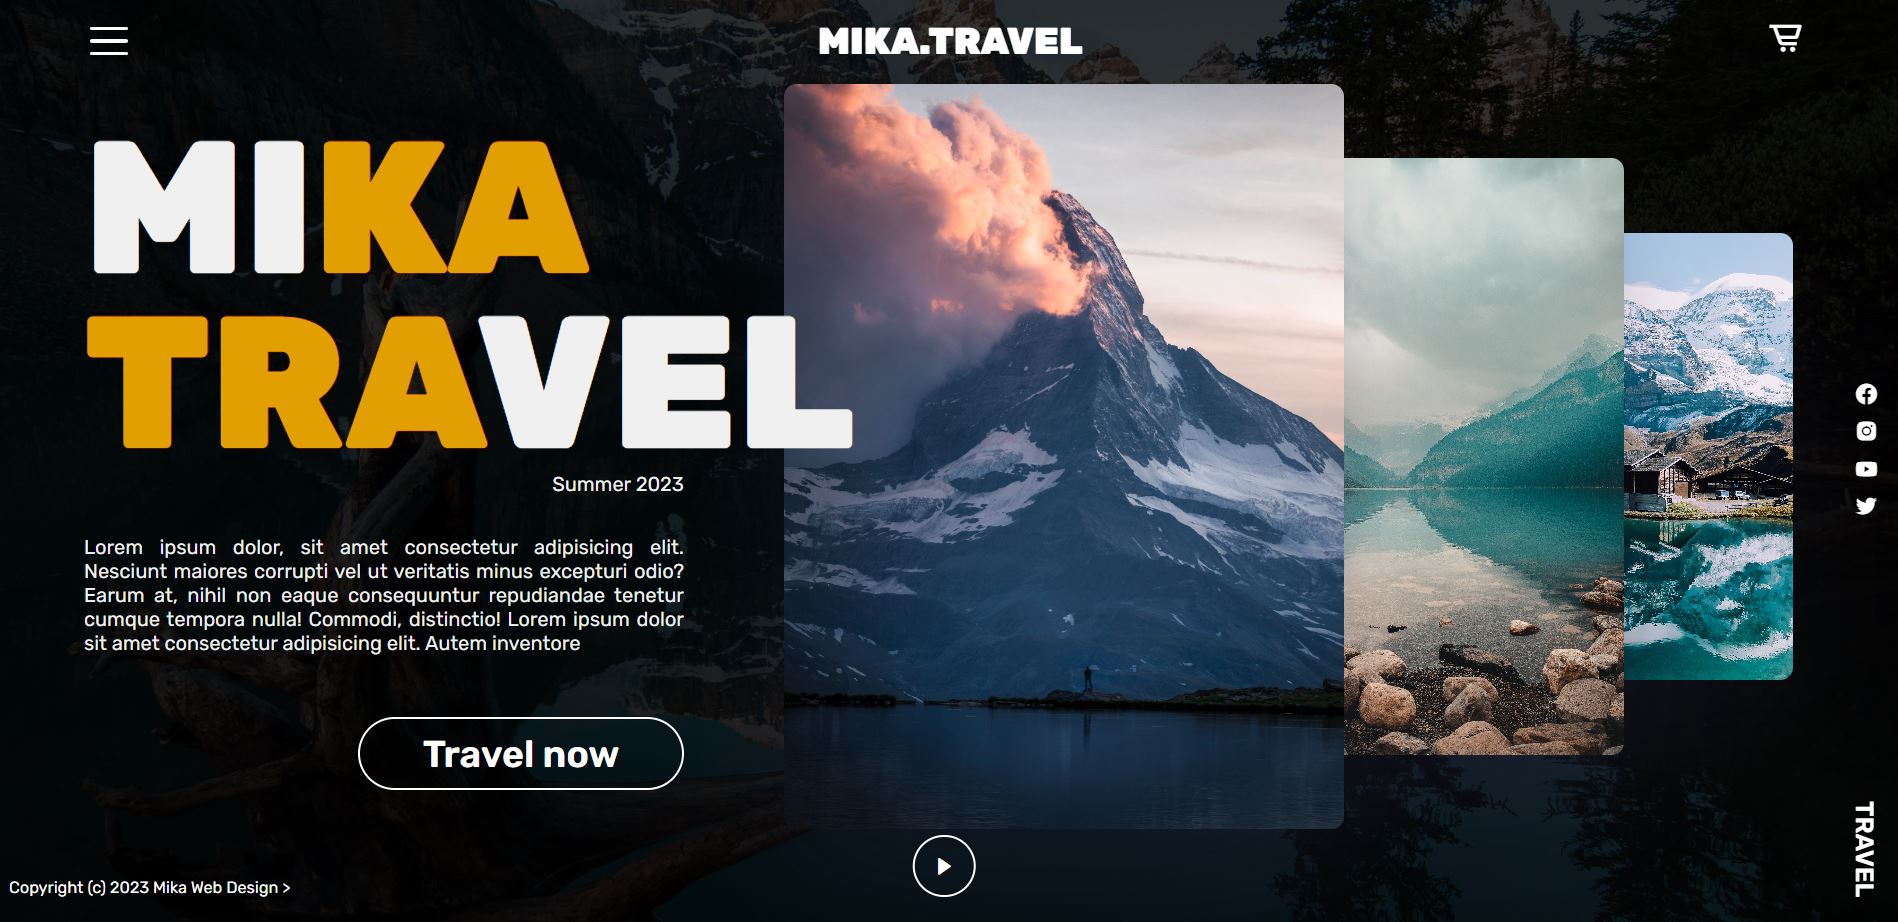 MIKA.TRAVEL
MIKA
TRAVEL
Summer 2023
Lorem ipsum dolor, sit amet consectetur adipisicing elit.
Nesciunt maiores corrupti vel ut veritatis minus excepturi odio?
Earum at, nihil non eaque consequuntur repudiandae tenetur
cumque tempora nulla! Commodi, distinctio! Lorem ipsum dolor
sit amet consectetur adipisicing elit. Autem inventore
Travel now
Copyright (c) 2023 Mika Web Design >
TRAVEL